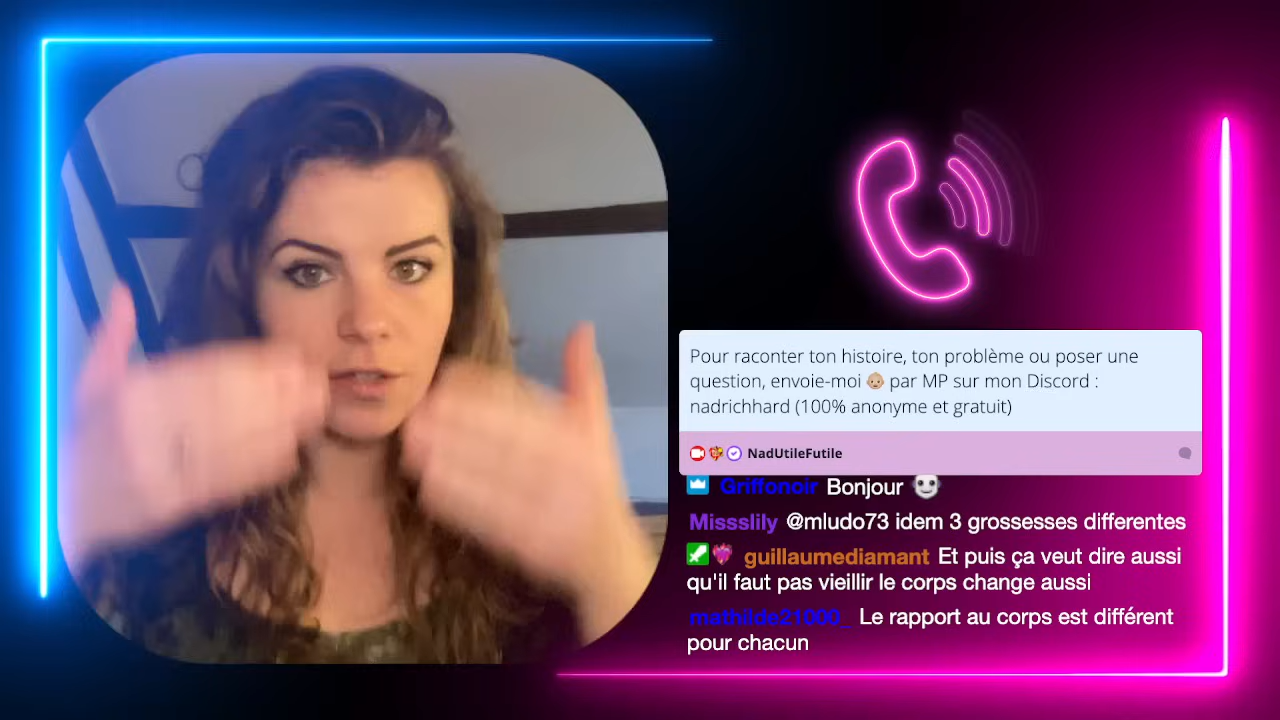 Pour raconter ton histoire, ton problème ou poser une
question, envoie-moi 👶🏼 par MP sur mon Discord :
nadrichhard (100% anonyme et gratuit)
NadUtileFutile
Griffonoir Bonjour
Missslily @mludo73 idem 3 grossesses differentes
guillaumediamant Et puis ça veut dire aussi
qu'il faut pas vieillir le corps change aussi
mathilde21000_ Le rapport au corps est différent
pour chacun